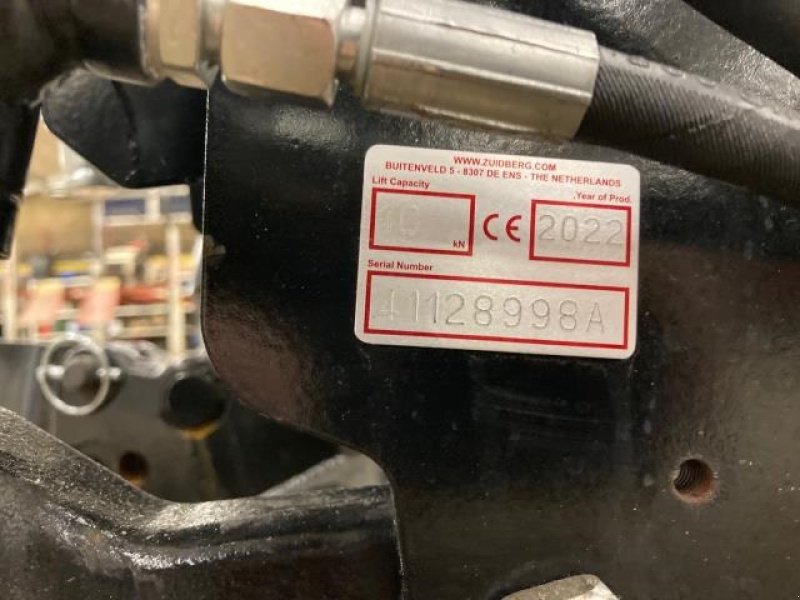 WWW.ZUIDBERG.COM
BUITENVELD 5 - 8307 DE ENS - THE NETHERLANDS
Lift Capacity
Year of Prod.
kN
CE
2022
Serial Number
41128998A